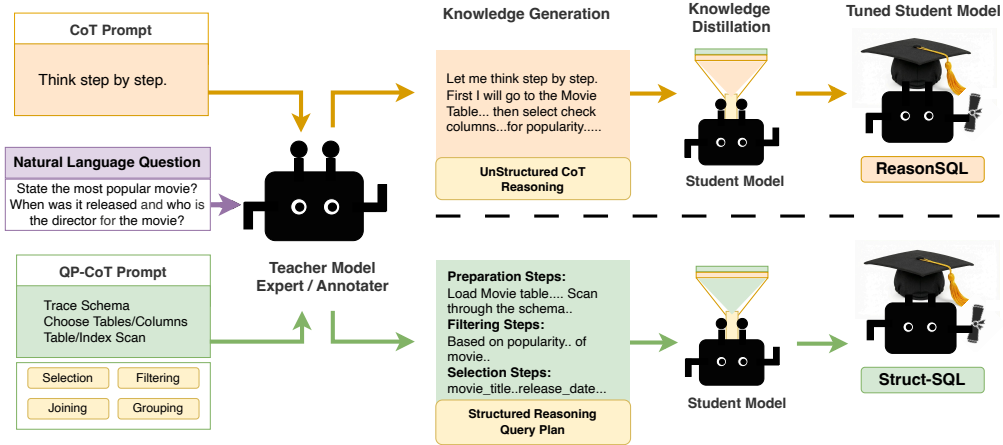 Knowledge Generation
Knowledge
Distillation
Tuned Student Model
CoT Prompt
Think step by step.
Let me think step by step.
First I will go to the Movie
Table... then select check
columns...for popularity.....
UnStructured CoT
Reasoning
Student Model
ReasonSQL
Natural Language Question
State the most popular movie?
When was it released and who is
the director for the movie?
Teacher Model
Expert / Annotater
QP-CoT Prompt
Trace Schema
Choose Tables/Columns
Table/Index Scan
Selection
Filtering
Joining
Grouping
Preparation Steps:
Load Movie table.... Scan
through the schema..
Filtering Steps:
Based on popularity.. of
movie..
Selection Steps:
movie_title..release_date...
Structured Reasoning
Query Plan
Student Model
Struct-SQL